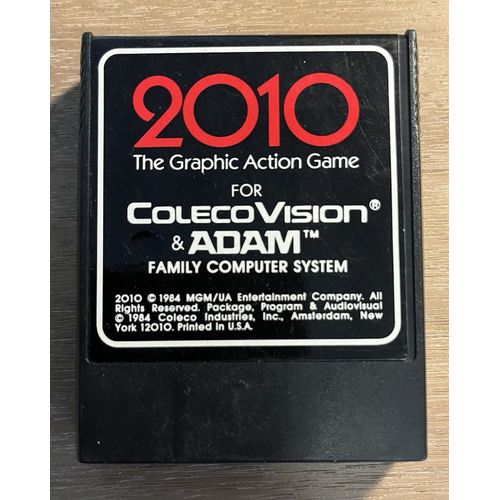 2010
The Graphic Action Game
FOR
COLECOVISION®
& ADAM™
FAMILY COMPUTER SYSTEM
2010 © 1984 MGM/UA Entertainment Company. All
Rights Reserved. Package, Program & Audiovisual
© 1984 Coleco Industries, Inc., Amsterdam, New
York 12010. Printed in U.S.A.